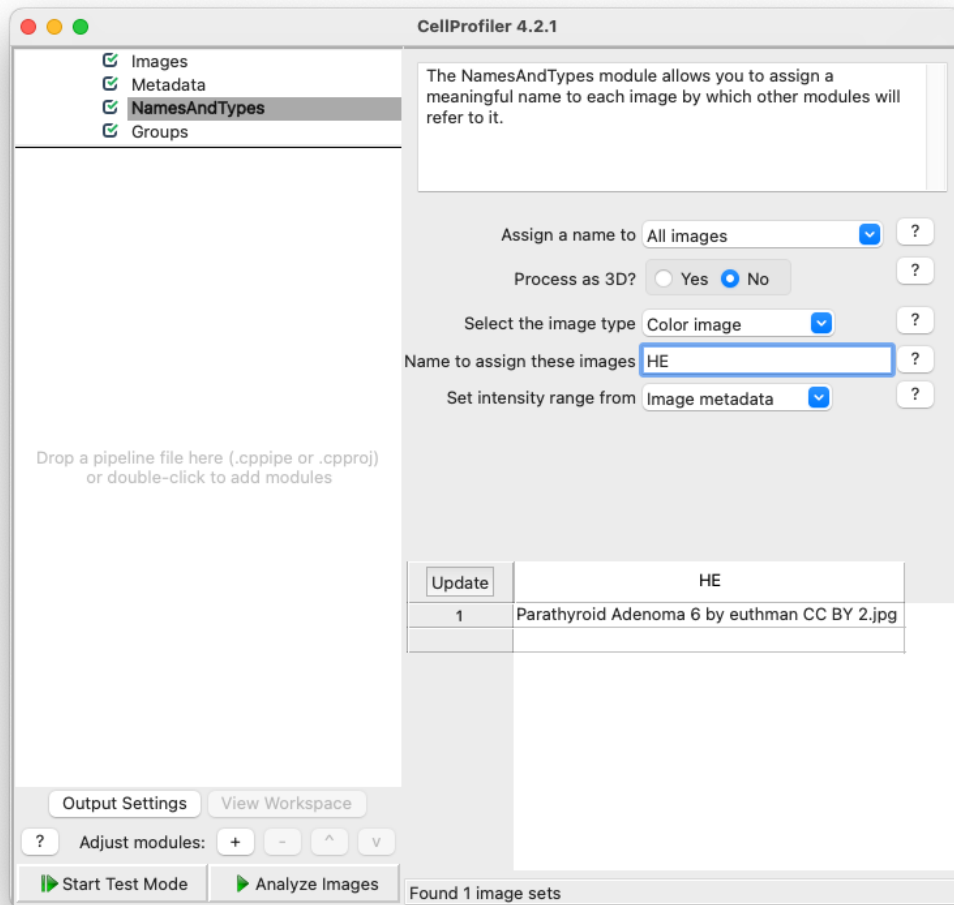 CellProfiler 4.2.1
Images
Metadata
NamesAndTypes
Groups
Drop a pipeline file here (.cppipe or .cpproj)
or double-click to add modules
Output Settings
View Workspace
?
Adjust modules:
+
-
^
v
Start Test Mode
Analyze Images
The NamesAndTypes module allows you to assign a
meaningful name to each image by which other modules will
refer to it.
Assign a name to All images ?
Process as 3D? Yes No ?
Select the image type Color image ?
Name to assign these images HE ?
Set intensity range from Image metadata ?
Update HE
1 Parathyroid Adenoma 6 by euthman CC BY 2.jpg
Found 1 image sets